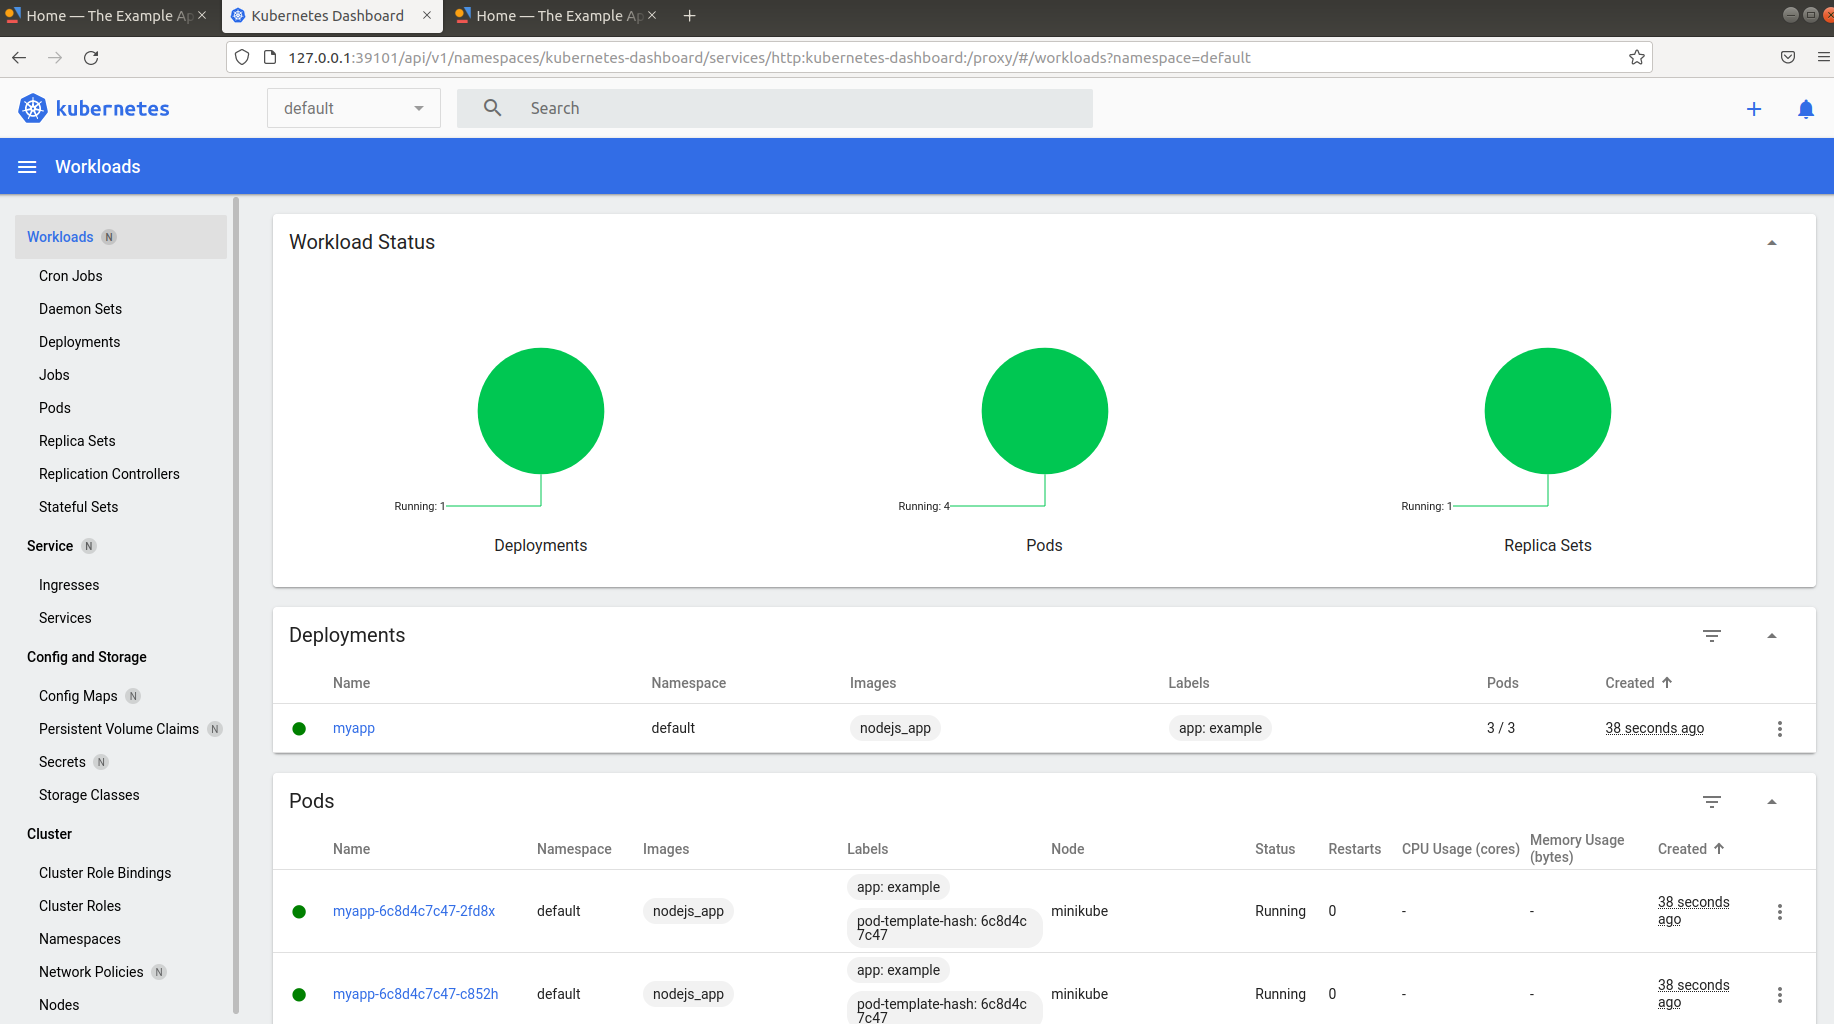 Home — The Example Ap
Kubernetes Dashboard
Home — The Example Ap
127.0.0.1:39101/api/v1/namespaces/kubernetes-dashboard/services/http:kubernetes-dashboard:/proxy/#/workloads?namespace=default
kubernetes
default
Search
Workloads
Workloads N
Cron Jobs
Daemon Sets
Deployments
Jobs
Pods
Replica Sets
Replication Controllers
Stateful Sets
Service N
Ingresses
Services
Config and Storage
Config Maps N
Persistent Volume Claims N
Secrets N
Storage Classes
Cluster
Cluster Role Bindings
Cluster Roles
Namespaces
Network Policies N
Nodes
Workload Status
Running: 1
Running: 4
Running: 1
Deployments
Pods
Replica Sets
Deployments
Name Namespace Images Labels Pods Created
myapp default nodejs_app app: example 3 / 3 38 seconds ago
Pods
Name Namespace Images Labels Node Status Restarts CPU Usage (cores) Memory Usage
(bytes) Created
app: example
myapp-6c8d4c7c47-2fd8x default nodejs_app pod-template-hash: 6c8d4c
7c47 minikube Running 0 - - 38 seconds
ago
app: example
myapp-6c8d4c7c47-c852h default nodejs_app pod-template-hash: 6c8d4c
7c47 minikube Running 0 - - 38 seconds
ago